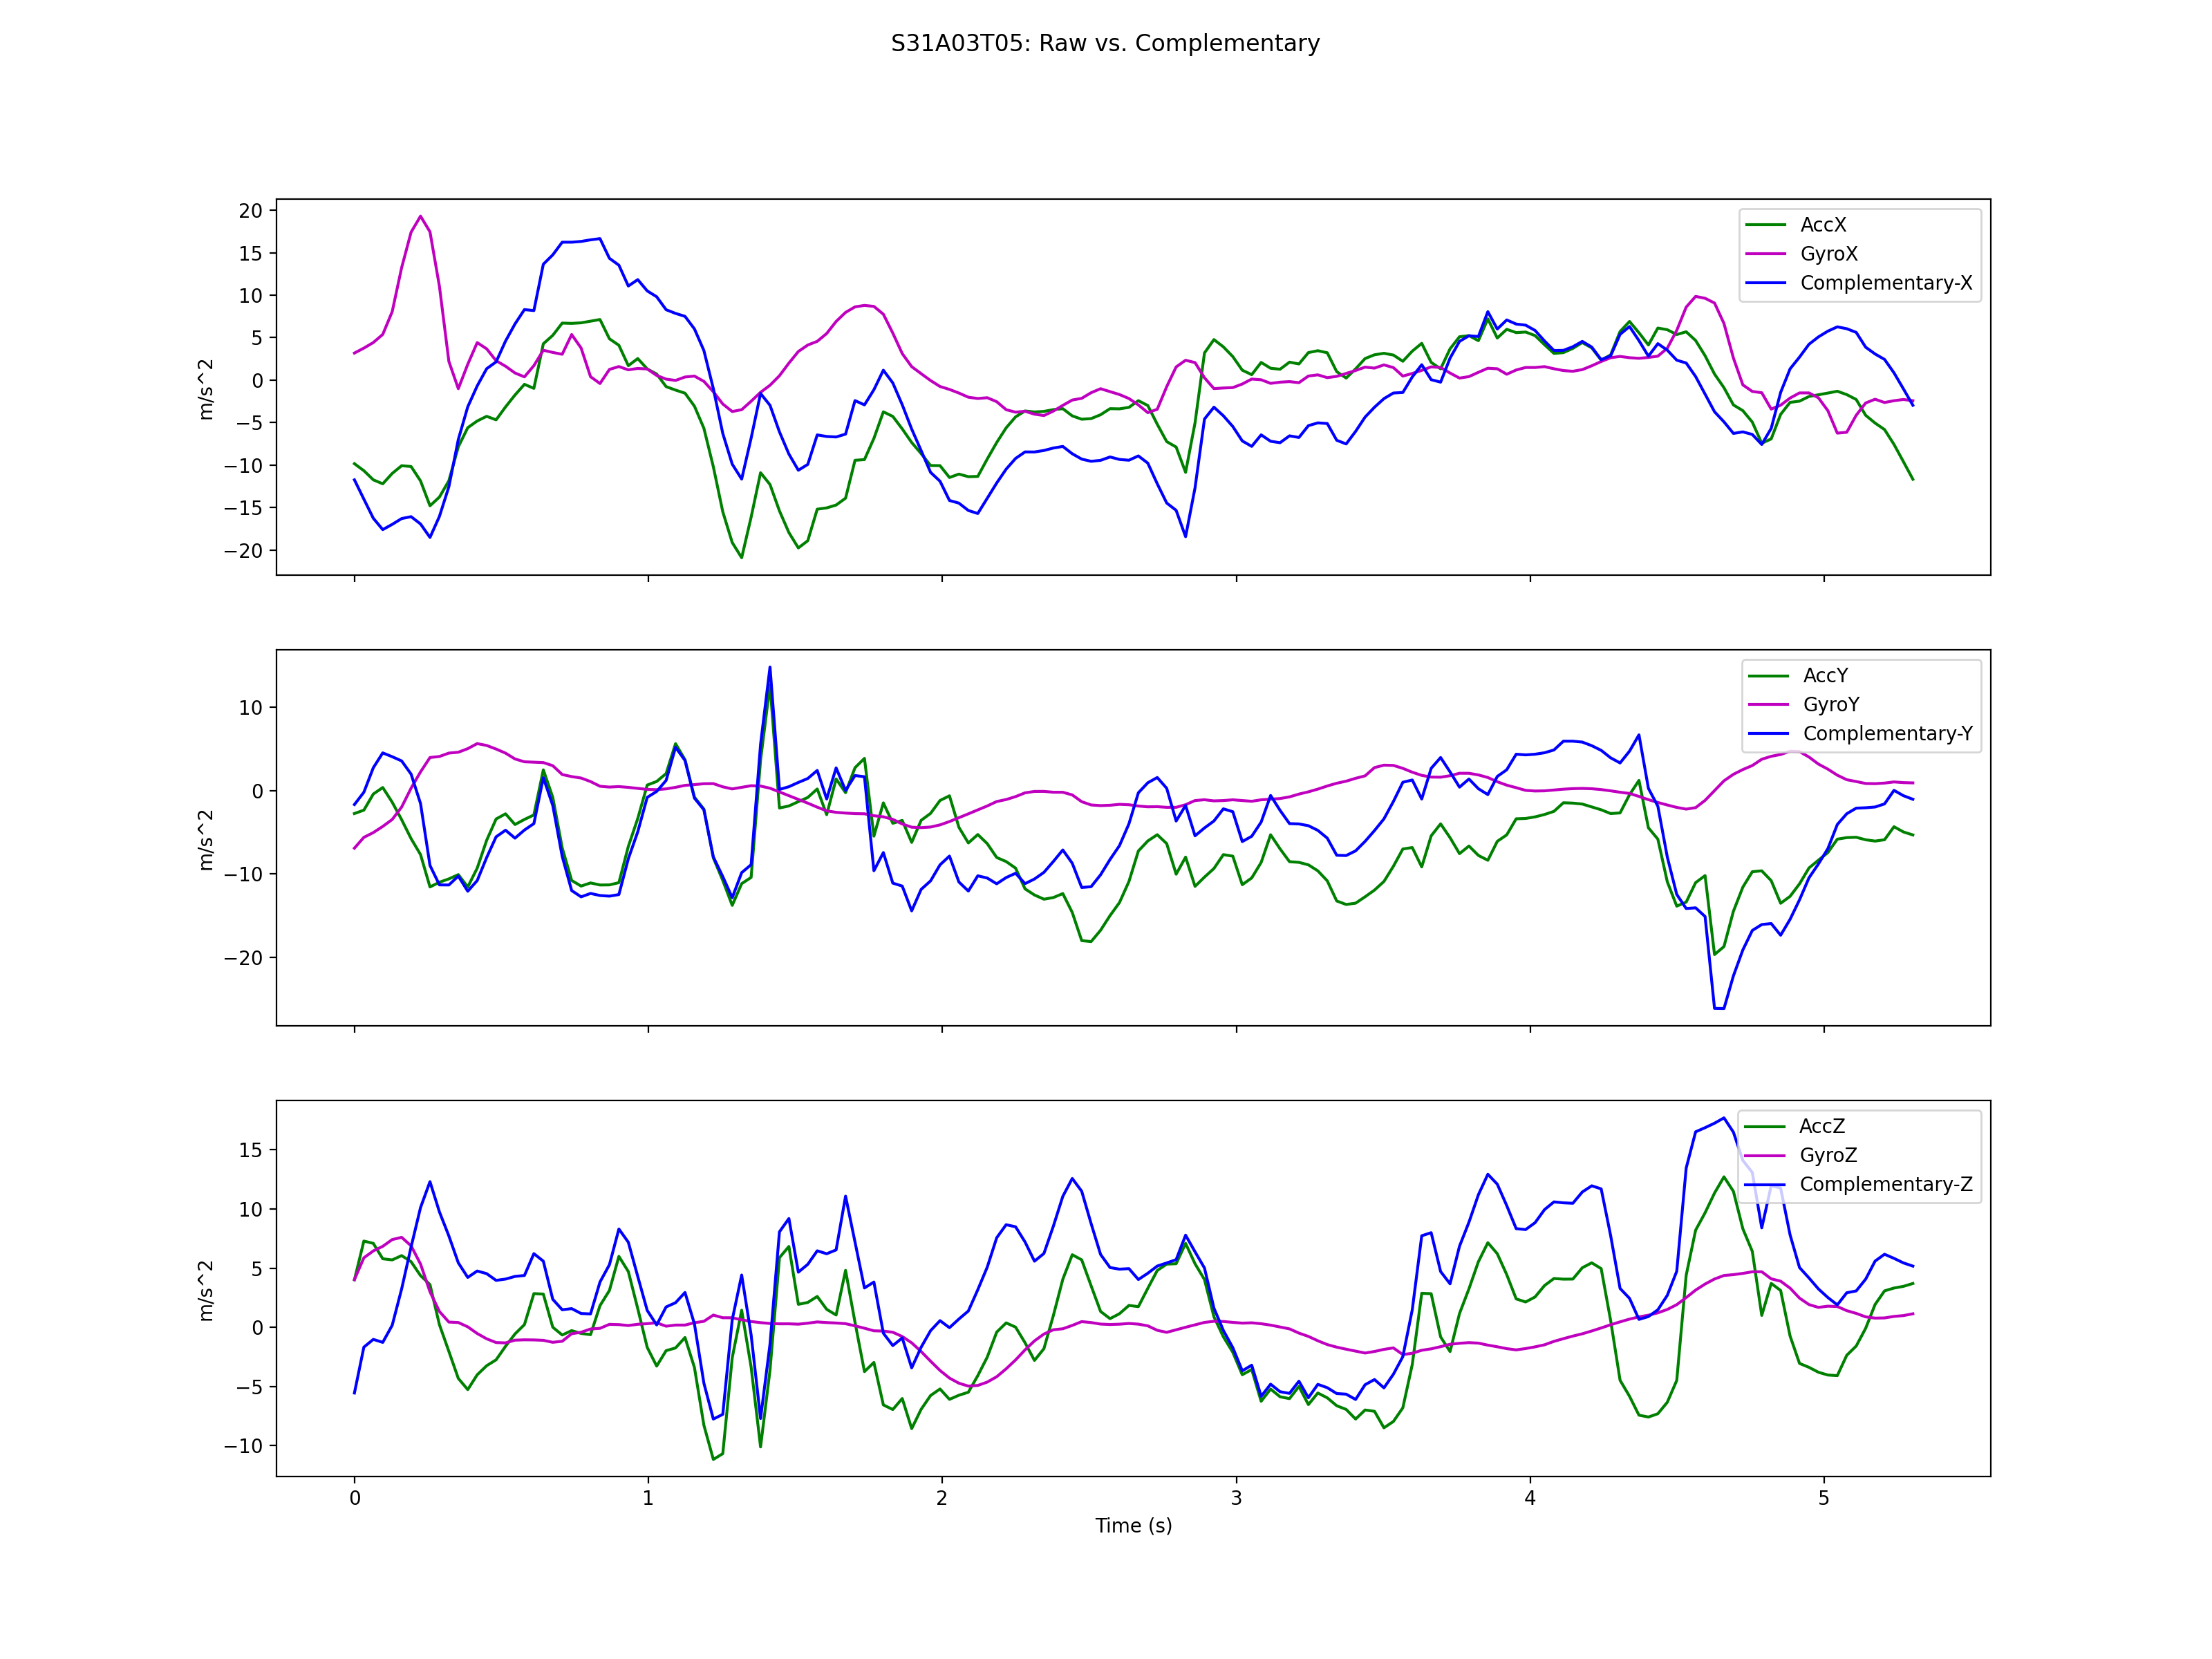 S31A03T05: Raw vs. Complementary
20
15
10
5
0
−5
−10
−15
−20
m/s^2
AccX
GyroX
Complementary-X
10
0
−10
−20
m/s^2
AccY
GyroY
Complementary-Y
15
10
5
0
−5
−10
m/s^2
AccZ
GyroZ
Complementary-Z
0 1 2 3 4 5
Time (s)